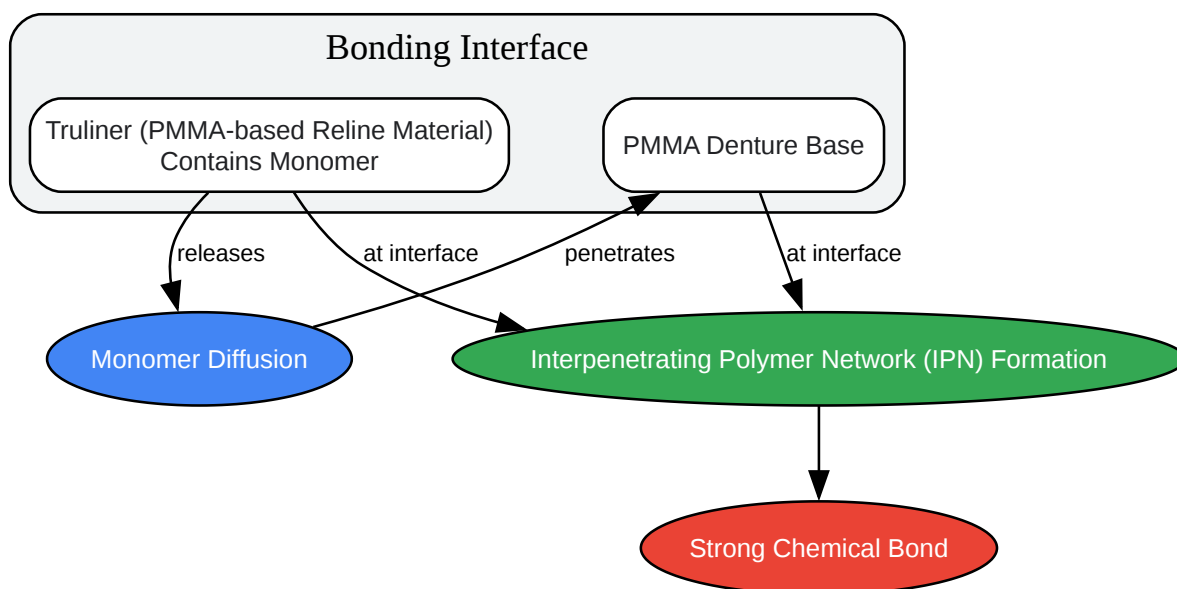 Bonding Interface
Truliner (PMMA-based Reline Material)
Contains Monomer
PMMA Denture Base
releases
at interface
penetrates
at interface
Monomer Diffusion
Interpenetrating Polymer Network (IPN) Formation
Strong Chemical Bond